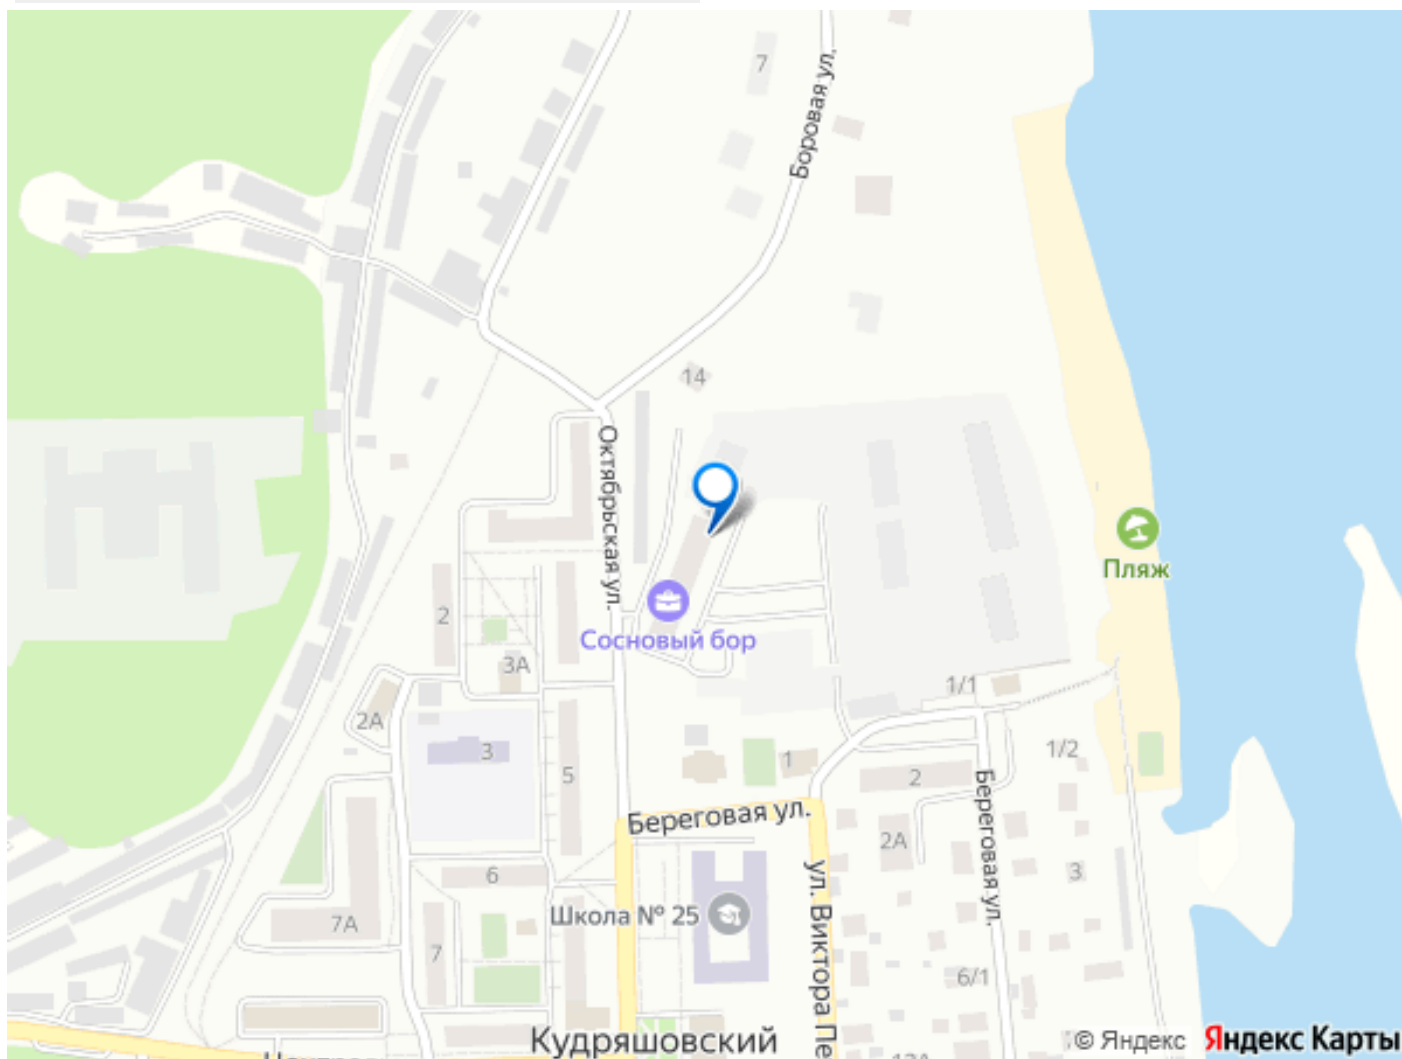 7
Боровая ул.
14
Октябрьская ул.
Пляж
2
Сосновый бор
3А
1/1
2А
3
1/2
5
1
2
Береговая ул.
Береговая ул.
2А
3
6
ул. Виктора Пе
Школа № 25
7А
7
6/1
Кудряшовский
© Яндекс
Яндекс Карты